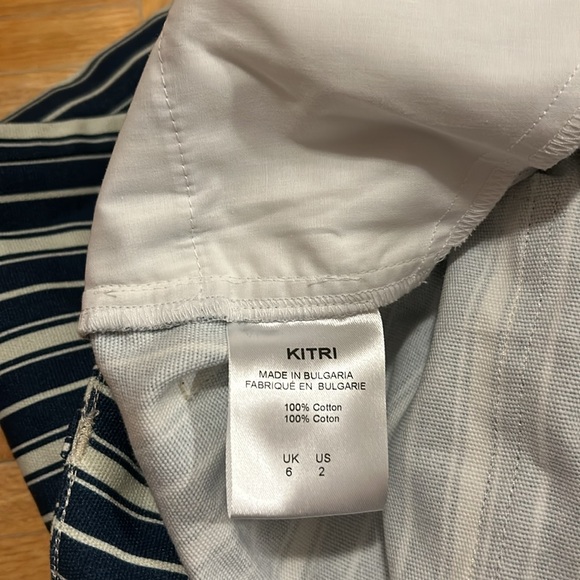 KITRI
MADE IN BULGARIA
FABRIQUÉ EN BULGARIE
100% Cotton
100% Coton
UK US
6 2